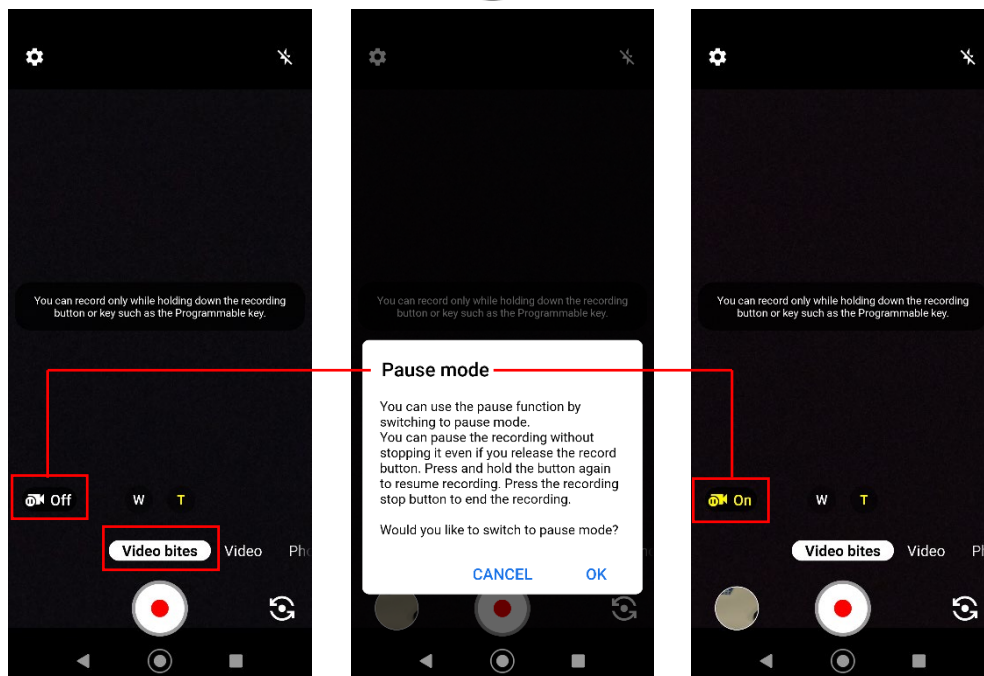 You can record only while holding down the recording
button or key such as the Programmable key.
Off
W
T
Video bites
Video
Pho
You can record only while holding down the recording
button or key such as the Programmable key.
Pause mode
You can use the pause function by
switching to pause mode.
You can pause the recording without
stopping it even if you release the record
button. Press and hold the button again
to resume recording. Press the recording
stop button to end the recording.
Would you like to switch to pause mode?
CANCEL
OK
You can record only while holding down the recording
button or key such as the Programmable key.
On
W
T
Video bites
Video